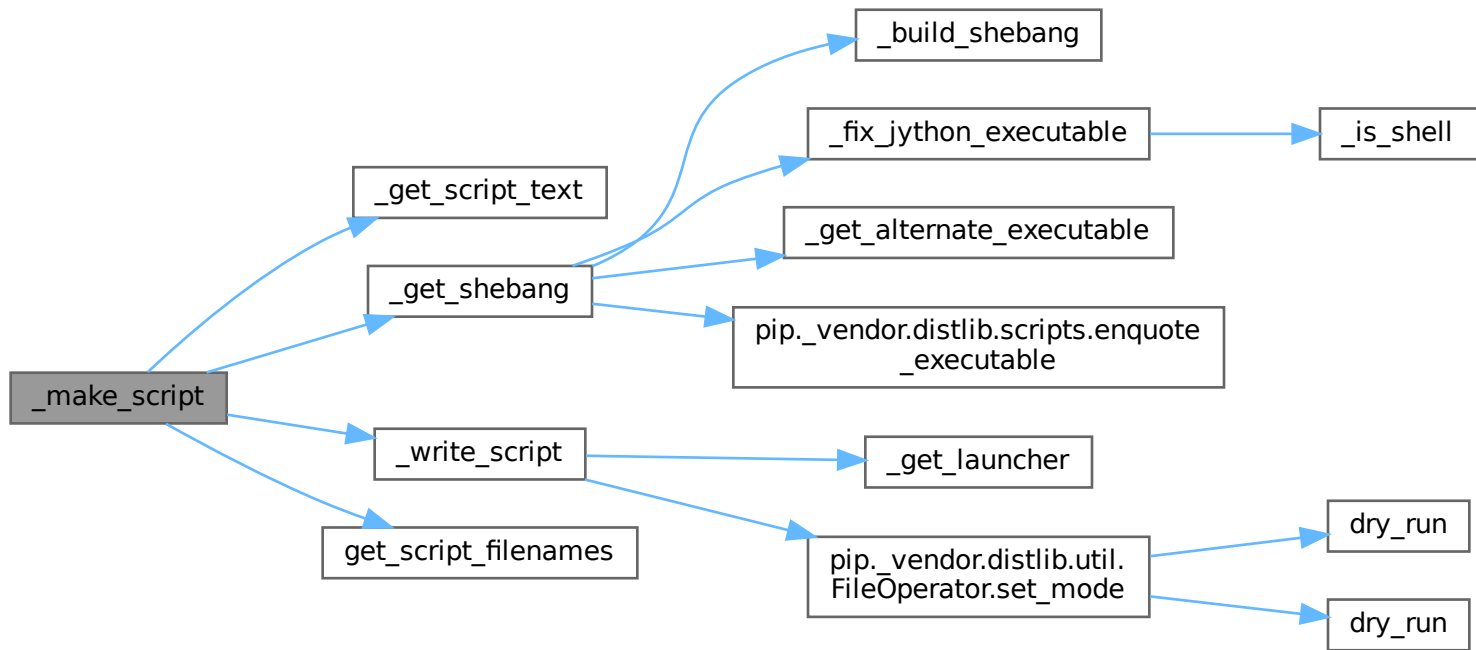 _build_shebang
_fix_jython_executable
_is_shell
_get_script_text
_get_alternate_executable
_get_shebang
pip._vendor.distlib.scripts.enquote
_executable
_make_script
_write_script
_get_launcher
get_script_filenames
pip._vendor.distlib.util.
FileOperator.set_mode
dry_run
dry_run